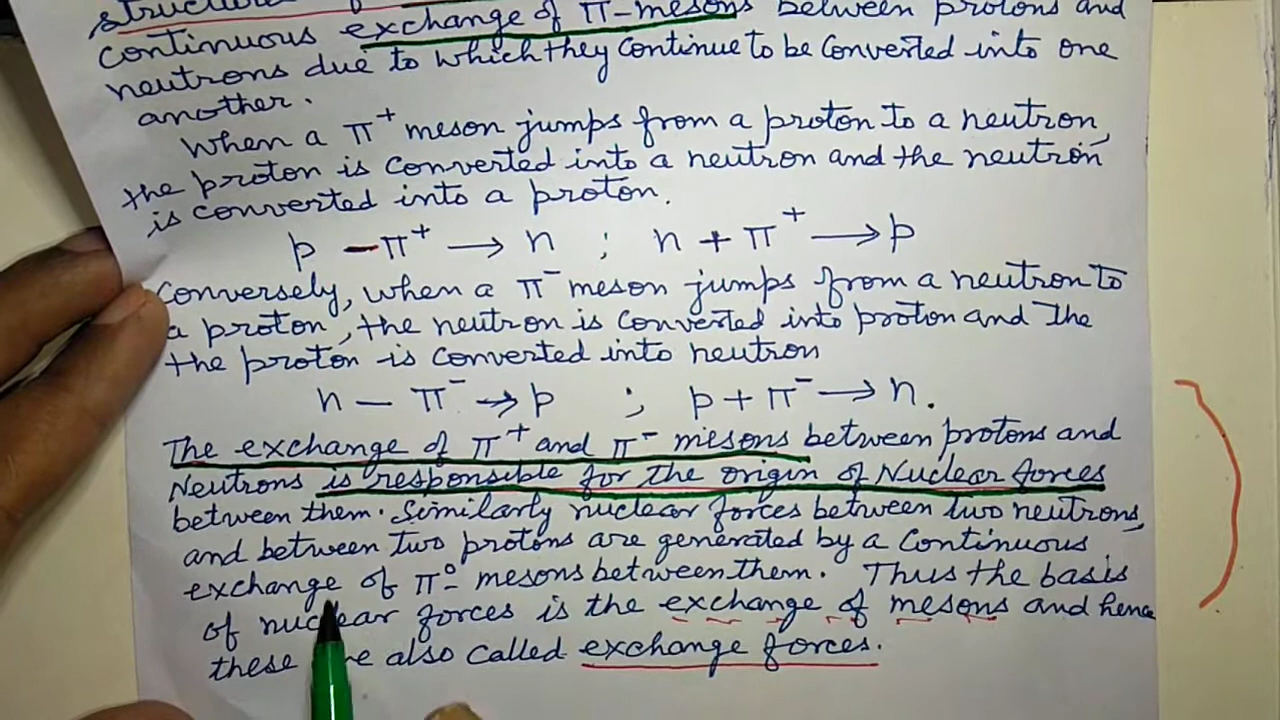 structure of
continuous exchange of π-mesons between protons and
neutrons due to which they continue to be converted into one
another.
When a π⁺ meson jumps from a proton to a neutron,
the proton is converted into a neutron and the neutron
is converted into a proton.
p − π⁺ → n ; n + π⁺ → p
Conversely, when a π⁻ meson jumps from a neutron to
a proton, the neutron is converted into proton and the
the proton is converted into neutron
n − π⁻ → p ; p + π⁻ → n.
The exchange of π⁺ and π⁻ mesons between protons and
Neutrons is responsible for the origin of Nuclear forces
between them. Similarly nuclear forces between two neutrons,
and between two protons are generated by a continuous
exchange of π⁰ mesons between them. Thus the basis
of nuclear forces is the exchange of mesons and hence
these also called exchange forces.